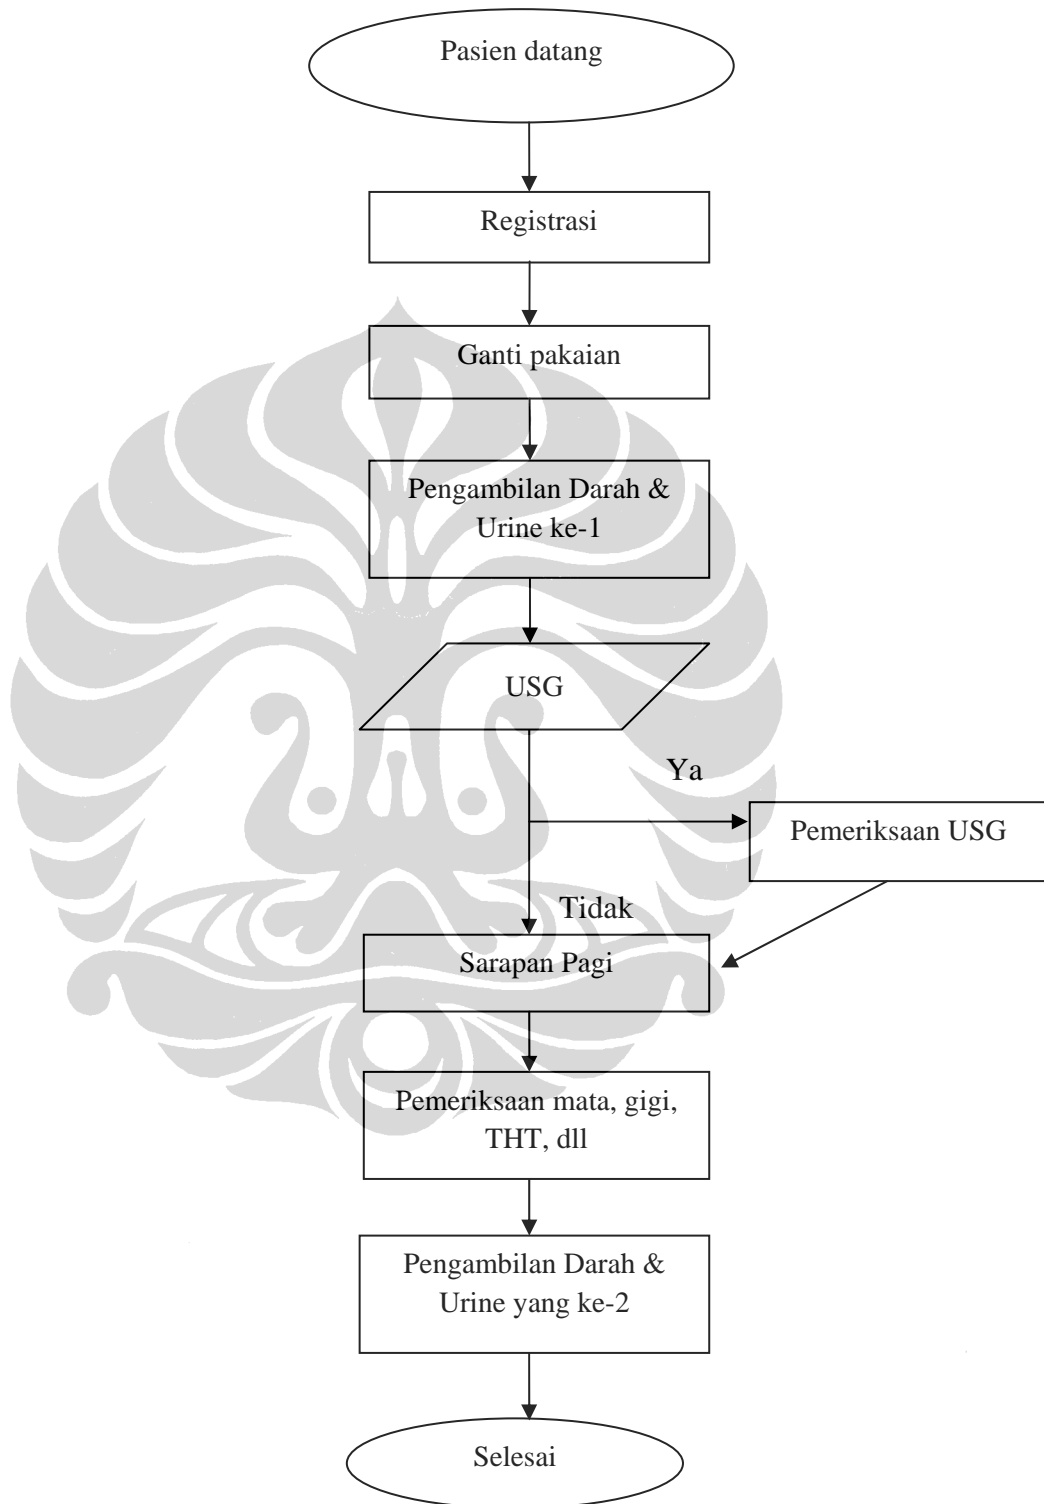 Pasien datang
Registrasi
Ganti pakaian
Pengambilan Darah &
Urine ke-1
USG
Ya
Pemeriksaan USG
Tidak
Sarapan Pagi
Pemeriksaan mata, gigi,
THT, dll
Pengambilan Darah &
Urine yang ke-2
Selesai